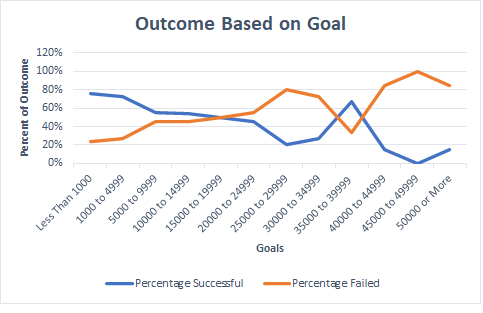 Outcome Based on Goal
Percent of Outcome
120%
100%
80%
60%
40%
20%
0%
Less Than 1000
1000 to 4999
5000 to 9999
10000 to 14999
15000 to 19999
20000 to 24999
25000 to 29999
30000 to 34999
35000 to 39999
40000 to 44999
45000 to 49999
50000 or More
Goals
Percentage Successful
Percentage Failed